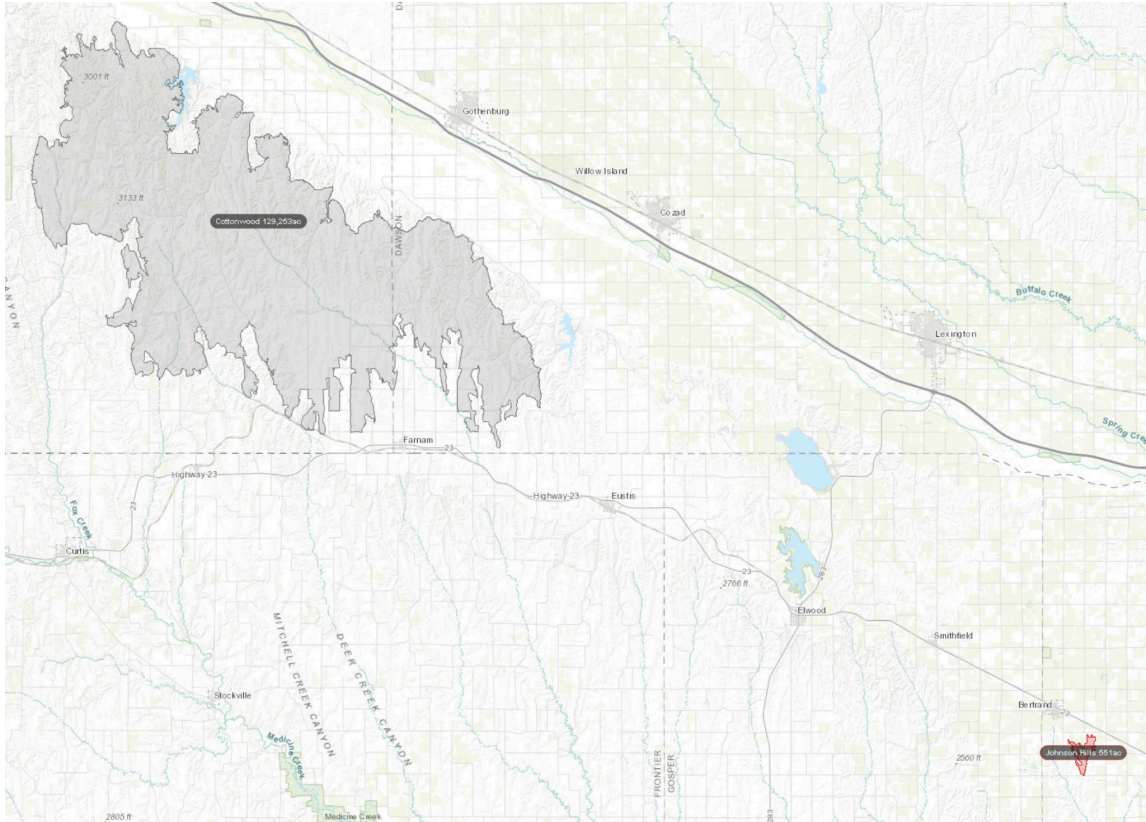 3001 ft
Gothenburg
Willow Island
3133 ft
Cottonwood 129,253ac
DAWSON
Cozad
CANYON
Buffalo Creek
Lexington
Spring Creek
Farnam
23
Highway-23
Highway-23
Eustis
23
Fox Creek
Curtis
23
2766 ft
283
Elwood
MITCHELL CREEK CANYON
DEER CREEK CANYON
Smithfield
Stockville
Bertrand
23
Medicine Creek
FRONTIER
GOSPER
2560 ft
Johnson Hills 551ac
283
2805 ft
Medicine Creek